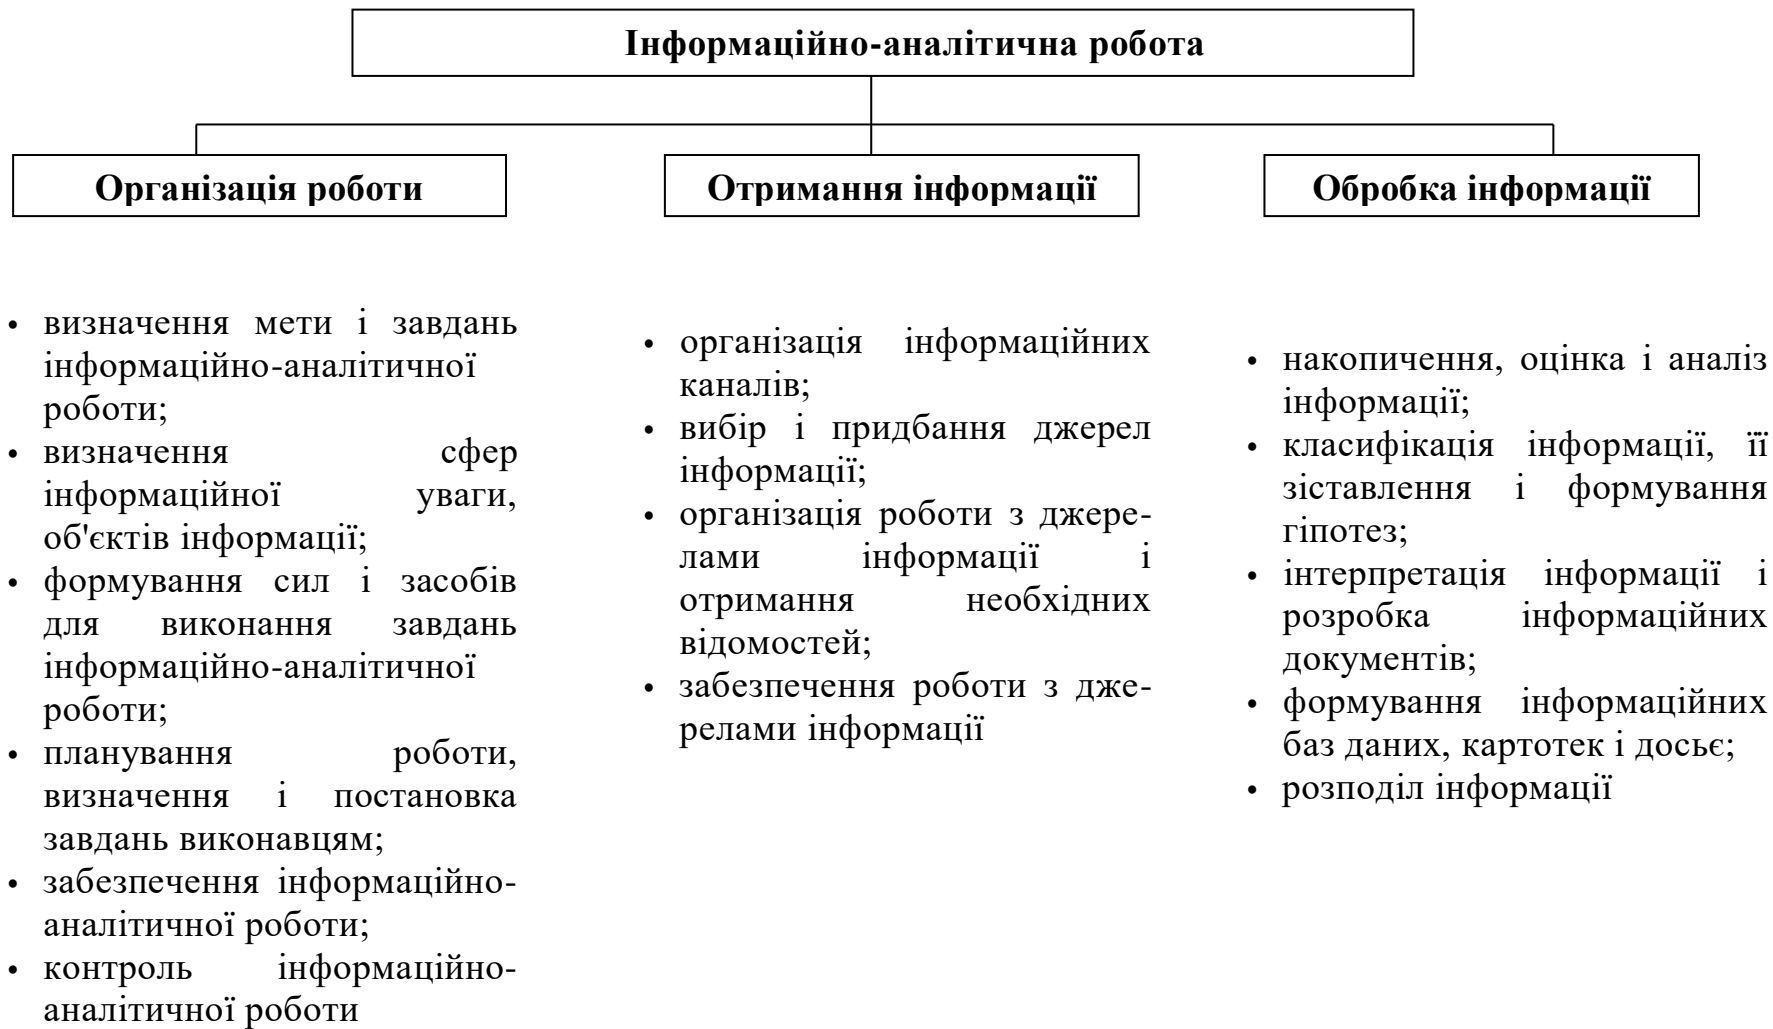 Інформаційно-аналітична робота
Організація роботи
Отримання інформації
Обробка інформації
• визначення мети і завдань
інформаційно-аналітичної
роботи;
• визначення сфер
інформаційної уваги,
об'єктів інформації;
• формування сил і засобів
для виконання завдань
інформаційно-аналітичної
роботи;
• планування роботи,
визначення і постановка
завдань виконавцям;
• забезпечення інформаційно-
аналітичної роботи;
• контроль інформаційно-
аналітичної роботи
• організація інформаційних
каналів;
• вибір і придбання джерел
інформації;
• організація роботи з джере-
лами інформації і
отримання необхідних
відомостей;
• забезпечення роботи з дже-
релами інформації
• накопичення, оцінка і аналіз
інформації;
• класифікація інформації, її
зіставлення і формування
гіпотез;
• інтерпретація інформації і
розробка інформаційних
документів;
• формування інформаційних
баз даних, картотек і досьє;
• розподіл інформації